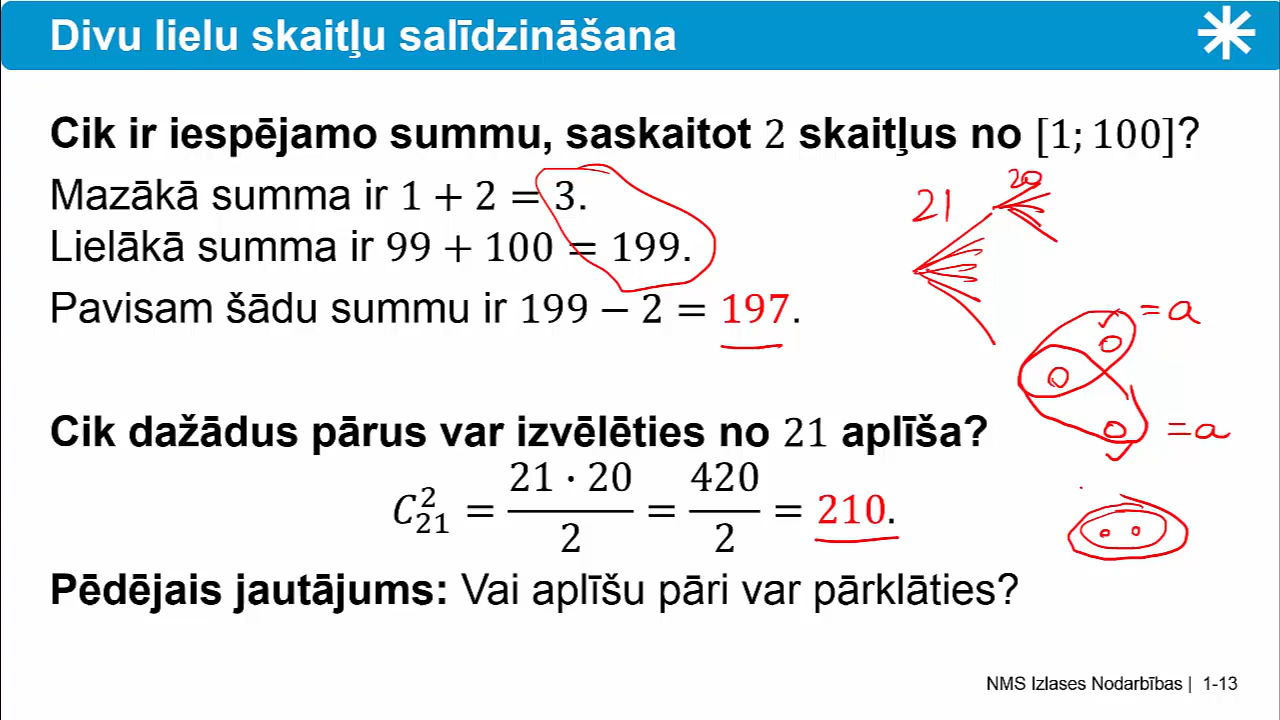 Divu lielu skaitļu salīdzināšana
Cik ir iespējamo summu, saskaitot 2 skaitļus no [1; 100]?
Mazākā summa ir 1 + 2 = 3.
Lielākā summa ir 99 + 100 = 199.
Pavisam šādu summu ir 199 − 2 = 197.
21
20
= a
= a
Cik dažādus pārus var izvēlēties no 21 aplīša?
C₂₁² = (21 · 20)/2 = 420/2 = 210.
Pēdējais jautājums: Vai aplīšu pāri var pārklāties?
NMS Izlases Nodarbības | 1-13